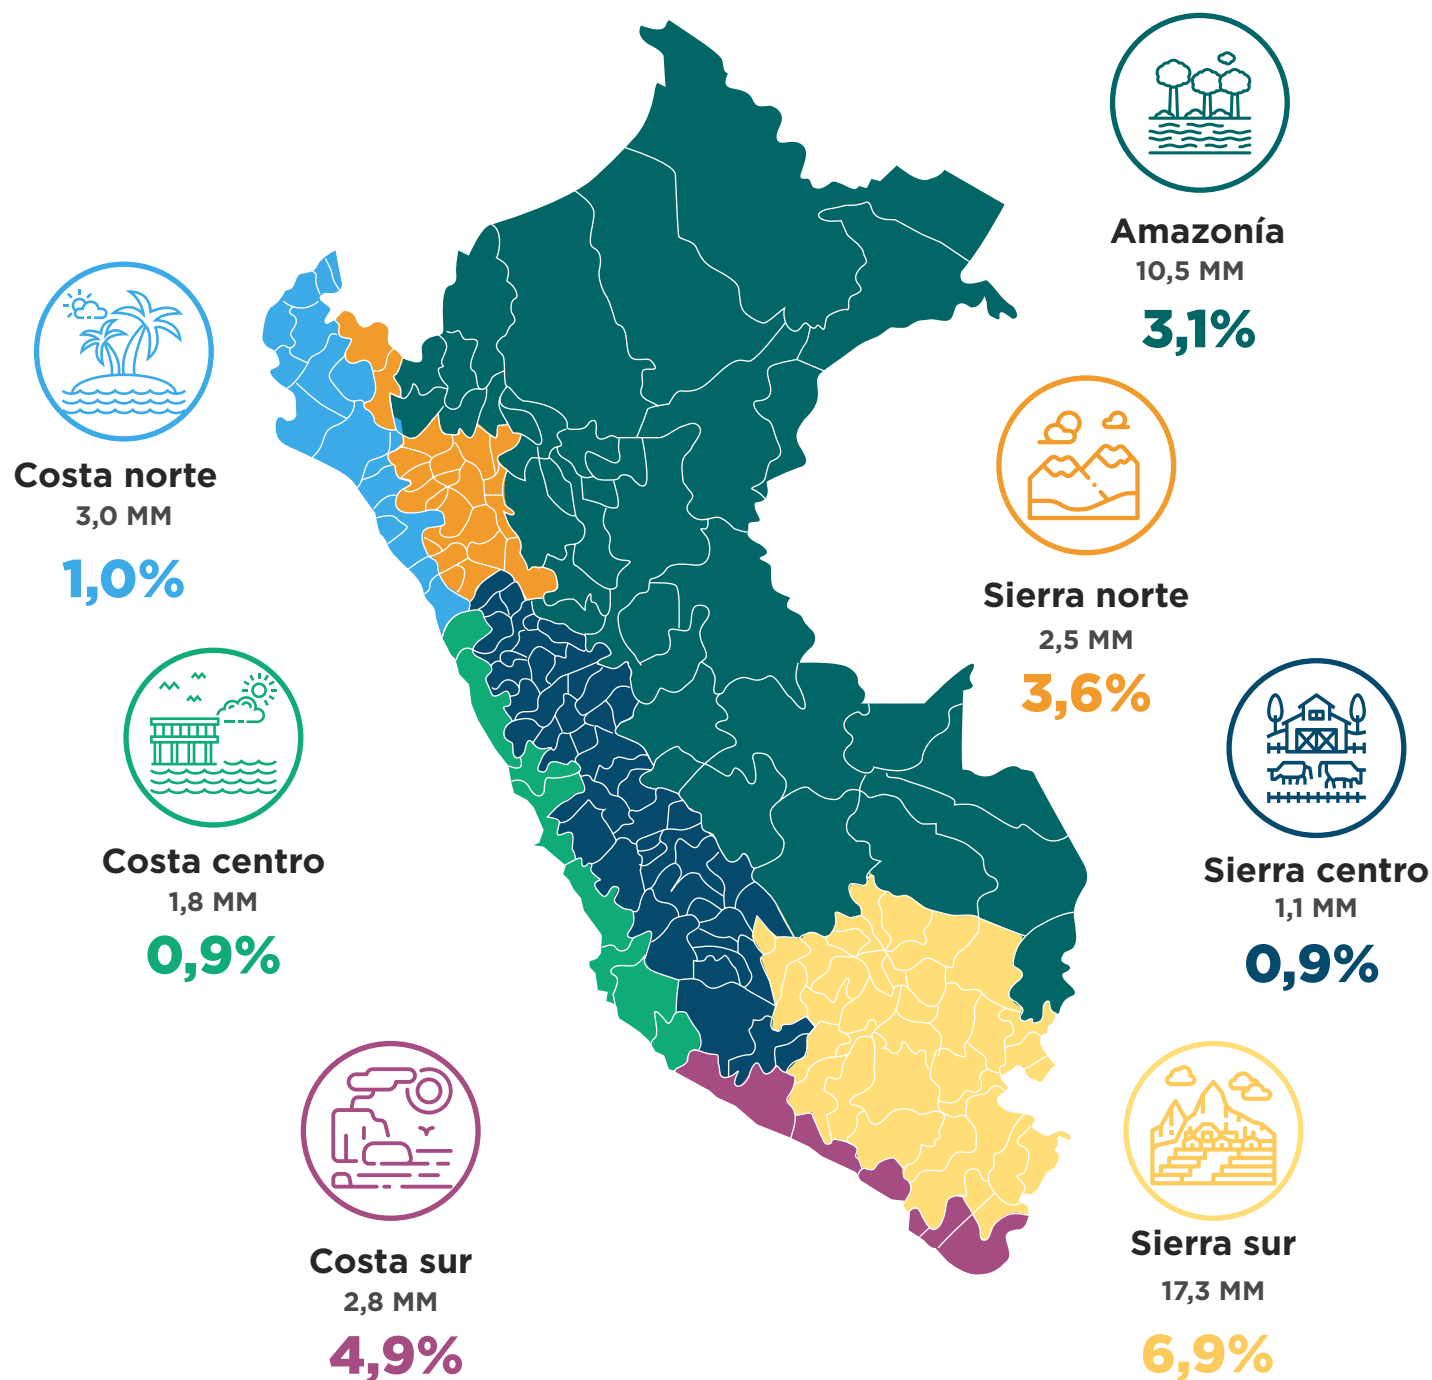 Amazonía
10,5 MM
3,1%
Costa norte
3,0 MM
1,0%
Sierra norte
2,5 MM
3,6%
Costa centro
1,8 MM
0,9%
Sierra centro
1,1 MM
0,9%
Costa sur
2,8 MM
4,9%
Sierra sur
17,3 MM
6,9%